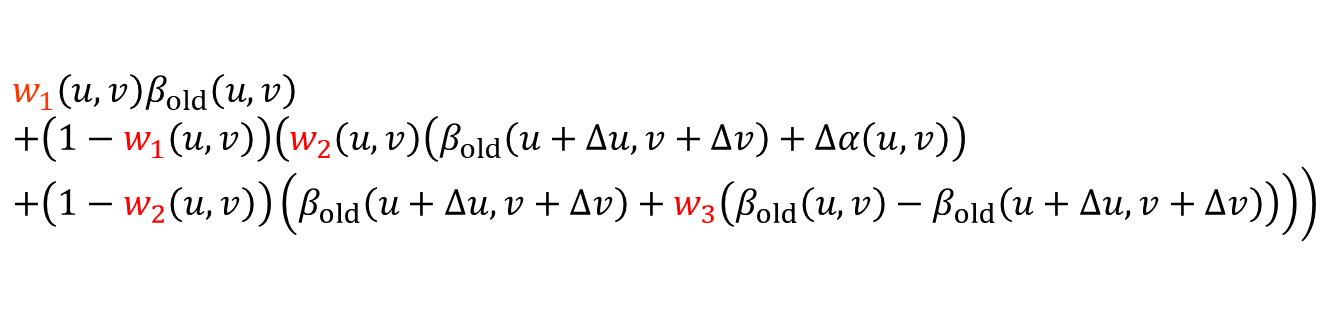 w₁(u, v)β_old(u, v)
+(1 − w₁(u, v))(w₂(u, v)(β_old(u + Δu, v + Δv) + Δα(u, v))
+(1 − w₂(u, v))(β_old(u + Δu, v + Δv) + w₃(β_old(u, v) − β_old(u + Δu, v + Δv))))